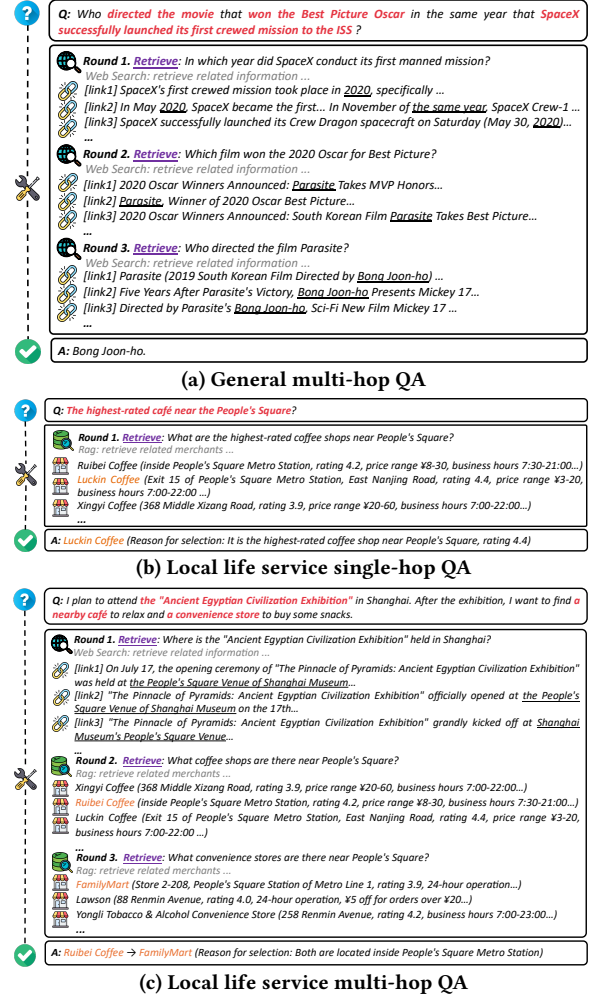 Q: Who directed the movie that won the Best Picture Oscar in the same year that SpaceX
successfully launched its first crewed mission to the ISS ?
Round 1. Retrieve: In which year did SpaceX conduct its first manned mission?
Web Search: retrieve related information ...
[link1] SpaceX's first crewed mission took place in 2020, specifically ...
[link2] In May 2020, SpaceX became the first... In November of the same year, SpaceX Crew-1 ...
[link3] SpaceX successfully launched its Crew Dragon spacecraft on Saturday (May 30, 2020)...
...
Round 2. Retrieve: Which film won the 2020 Oscar for Best Picture?
Web Search: retrieve related information ...
[link1] 2020 Oscar Winners Announced: Parasite Takes MVP Honors...
[link2] Parasite, Winner of 2020 Oscar Best Picture...
[link3] 2020 Oscar Winners Announced: South Korean Film Parasite Takes Best Picture...
...
Round 3. Retrieve: Who directed the film Parasite?
Web Search: retrieve related information ...
[link1] Parasite (2019 South Korean Film Directed by Bong Joon-ho) ...
[link2] Five Years After Parasite's Victory, Bong Joon-ho Presents Mickey 17...
[link3] Directed by Parasite's Bong Joon-ho, Sci-Fi New Film Mickey 17 ...
...
A: Bong Joon-ho.
(a) General multi-hop QA
Q: The highest-rated café near the People's Square?
Round 1. Retrieve: What are the highest-rated coffee shops near People's Square?
Rag: retrieve related merchants ...
Ruibei Coffee (inside People's Square Metro Station, rating 4.2, price range ¥8-30, business hours 7:30-21:00...)
Luckin Coffee (Exit 15 of People's Square Metro Station, East Nanjing Road, rating 4.4, price range ¥3-20,
business hours 7:00-22:00 ...)
Xingyi Coffee (368 Middle Xizang Road, rating 3.9, price range ¥20-60, business hours 7:00-22:00...)
...
A: Luckin Coffee (Reason for selection: It is the highest-rated coffee shop near People's Square, rating 4.4)
(b) Local life service single-hop QA
Q: I plan to attend the "Ancient Egyptian Civilization Exhibition" in Shanghai. After the exhibition, I want to find a
nearby café to relax and a convenience store to buy some snacks.
Round 1. Retrieve: Where is the "Ancient Egyptian Civilization Exhibition" held in Shanghai?
Web Search: retrieve related information ...
[link1] On July 17, the opening ceremony of "The Pinnacle of Pyramids: Ancient Egyptian Civilization Exhibition"
was held at the People's Square Venue of Shanghai Museum...
[link2] "The Pinnacle of Pyramids: Ancient Egyptian Civilization Exhibition" officially opened at the People's
Square Venue of Shanghai Museum on the 17th...
[link3] "The Pinnacle of Pyramids: Ancient Egyptian Civilization Exhibition" grandly kicked off at Shanghai
Museum's People's Square Venue...
...
Round 2. Retrieve: What coffee shops are there near People's Square?
Rag: retrieve related merchants ...
Xingyi Coffee (368 Middle Xizang Road, rating 3.9, price range ¥20-60, business hours 7:00-22:00...)
Ruibei Coffee (inside People's Square Metro Station, rating 4.2, price range ¥8-30, business hours 7:30-21:00...)
Luckin Coffee (Exit 15 of People's Square Metro Station, East Nanjing Road, rating 4.4, price range ¥3-20,
business hours 7:00-22:00 ...)
...
Round 3. Retrieve: What convenience stores are there near People's Square?
Rag: retrieve related merchants ...
FamilyMart (Store 2-208, People's Square Station of Metro Line 1, rating 3.9, 24-hour operation...)
Lawson (88 Renmin Avenue, rating 4.0, 24-hour operation, ¥5 off for orders over ¥20...)
Yongli Tobacco & Alcohol Convenience Store (258 Renmin Avenue, rating 4.2, business hours 7:00-23:00...)
...
A: Ruibei Coffee → FamilyMart (Reason for selection: Both are located inside People's Square Metro Station)
(c) Local life service multi-hop QA